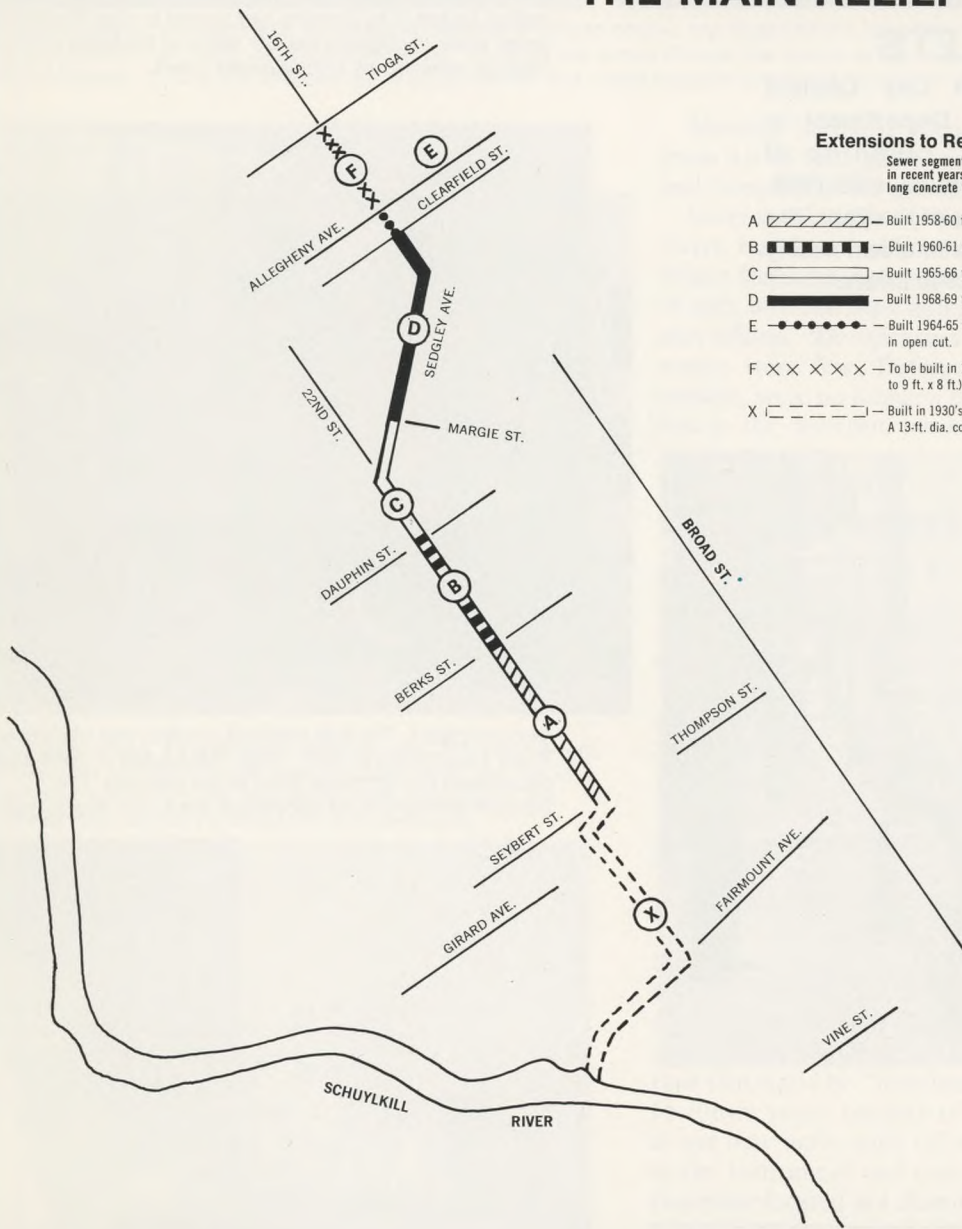 THE MAIN RELIEF
Extensions to Re
Sewer segment
in recent years
long concrete
A — Built 1958-60
B — Built 1960-61
C — Built 1965-66
D — Built 1968-69
E — Built 1964-65
in open cut.
F × × × × × — To be built in
to 9 ft. x 8 ft.)
X — Built in 1930's
A 13-ft. dia. co
16TH ST..
TIOGA ST.
F
E
CLEARFIELD ST.
ALLEGHENY AVE.
D
SEDGLEY AVE.
22ND ST.
MARGIE ST.
C
BROAD ST.
DAUPHIN ST.
B
BERKS ST.
A
THOMPSON ST.
SEYBERT ST.
FAIRMOUNT AVE.
X
GIRARD AVE.
VINE ST.
SCHUYLKILL
RIVER